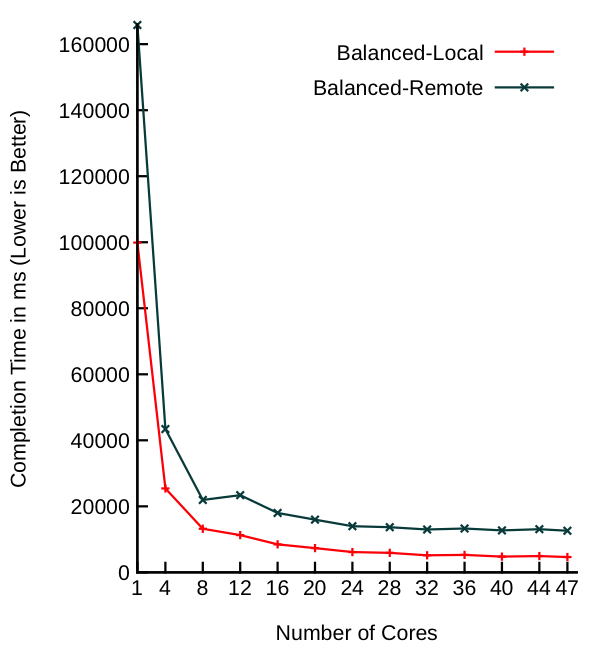 Balanced-Local
Balanced-Remote
Completion Time in ms (Lower is Better)
160000
140000
120000
100000
80000
60000
40000
20000
0
1 4 8 12 16 20 24 28 32 36 40 44 47
Number of Cores